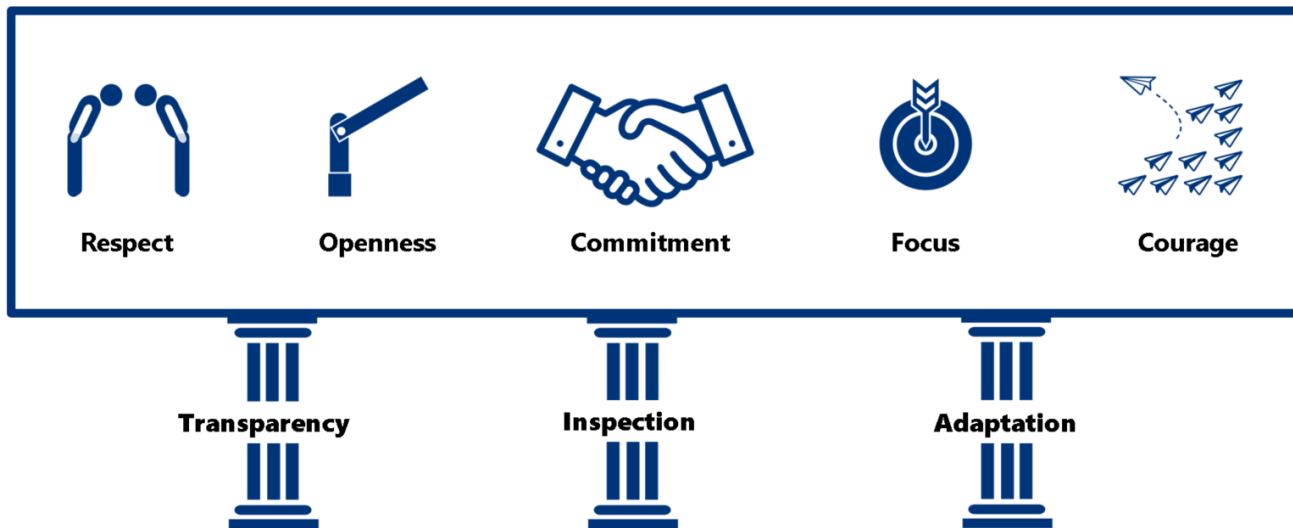 Respect
Openness
Commitment
Focus
Courage
Transparency
Inspection
Adaptation